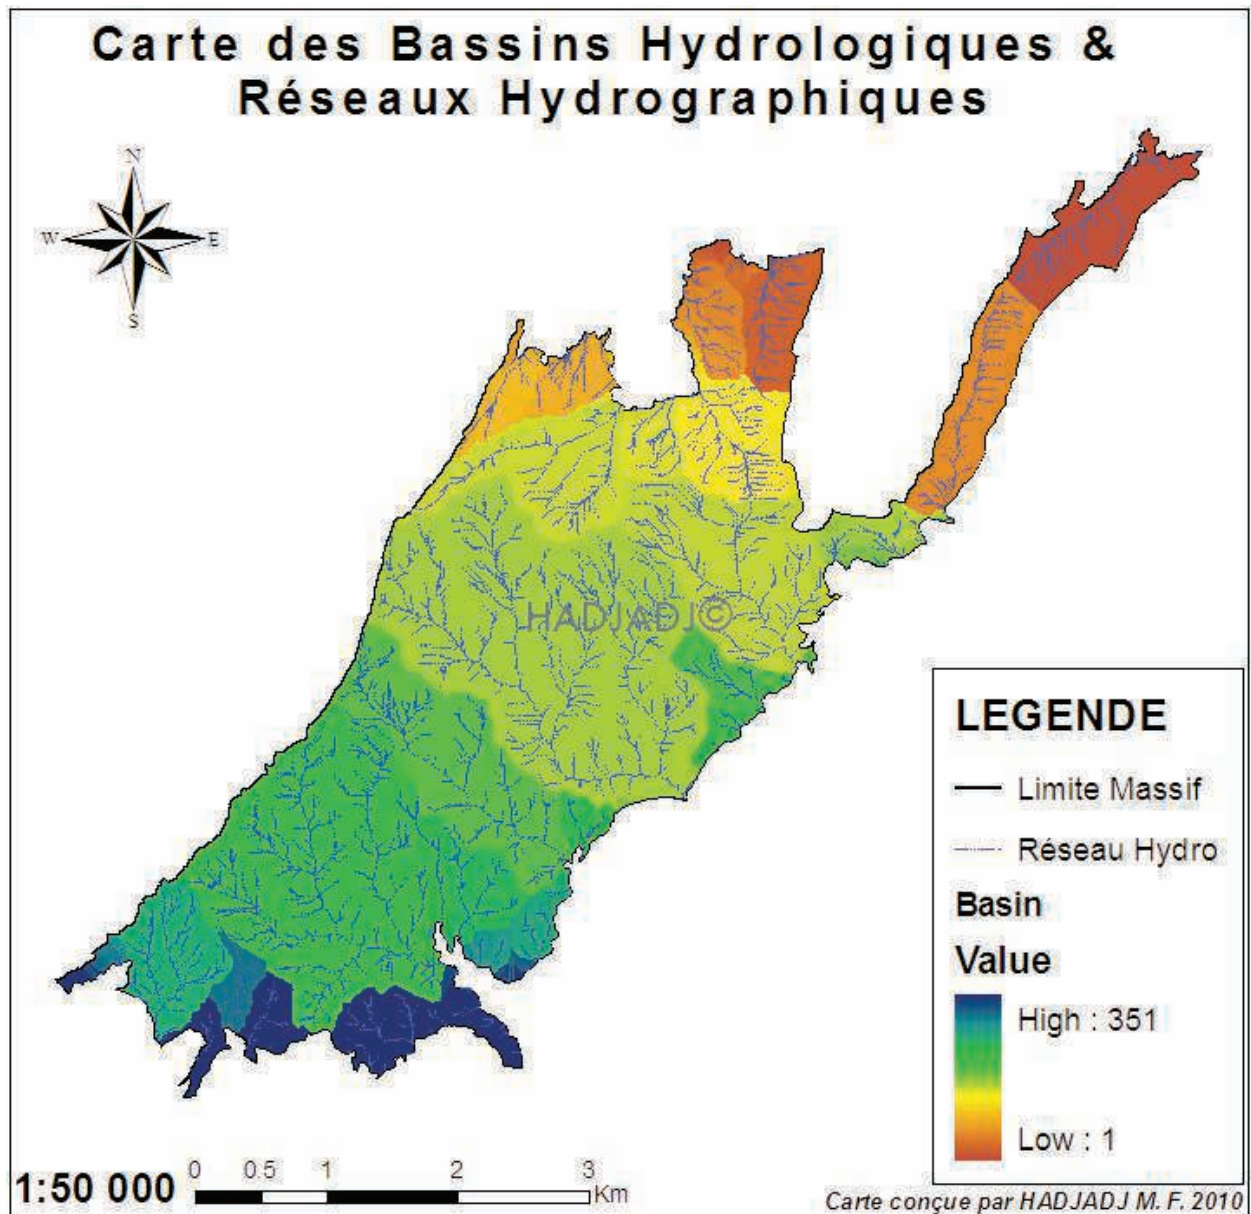 Carte des Bassins Hydrologiques &
Réseaux Hydrographiques
N
W
E
S
HADJADJ©
LEGENDE
Limite Massif
Réseau Hydro
Basin
Value
High : 351
Low : 1
1:50 000
0 0.5 1 2 3
Km
Carte conçue par HADJADJ M. F. 2010